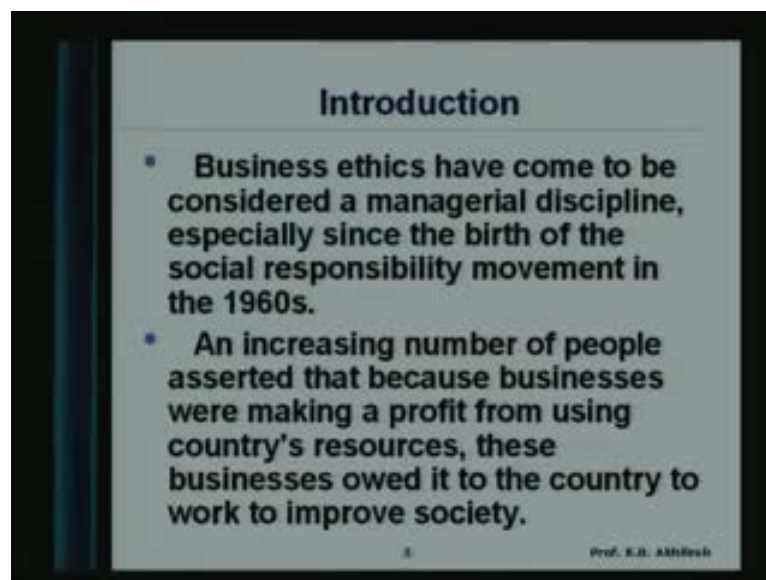 Introduction
• Business ethics have come to be
considered a managerial discipline,
especially since the birth of the
social responsibility movement in
the 1960s.
• An increasing number of people
asserted that because businesses
were making a profit from using
country's resources, these
businesses owed it to the country to
work to improve society.
Prof. K.B. Akhilesh